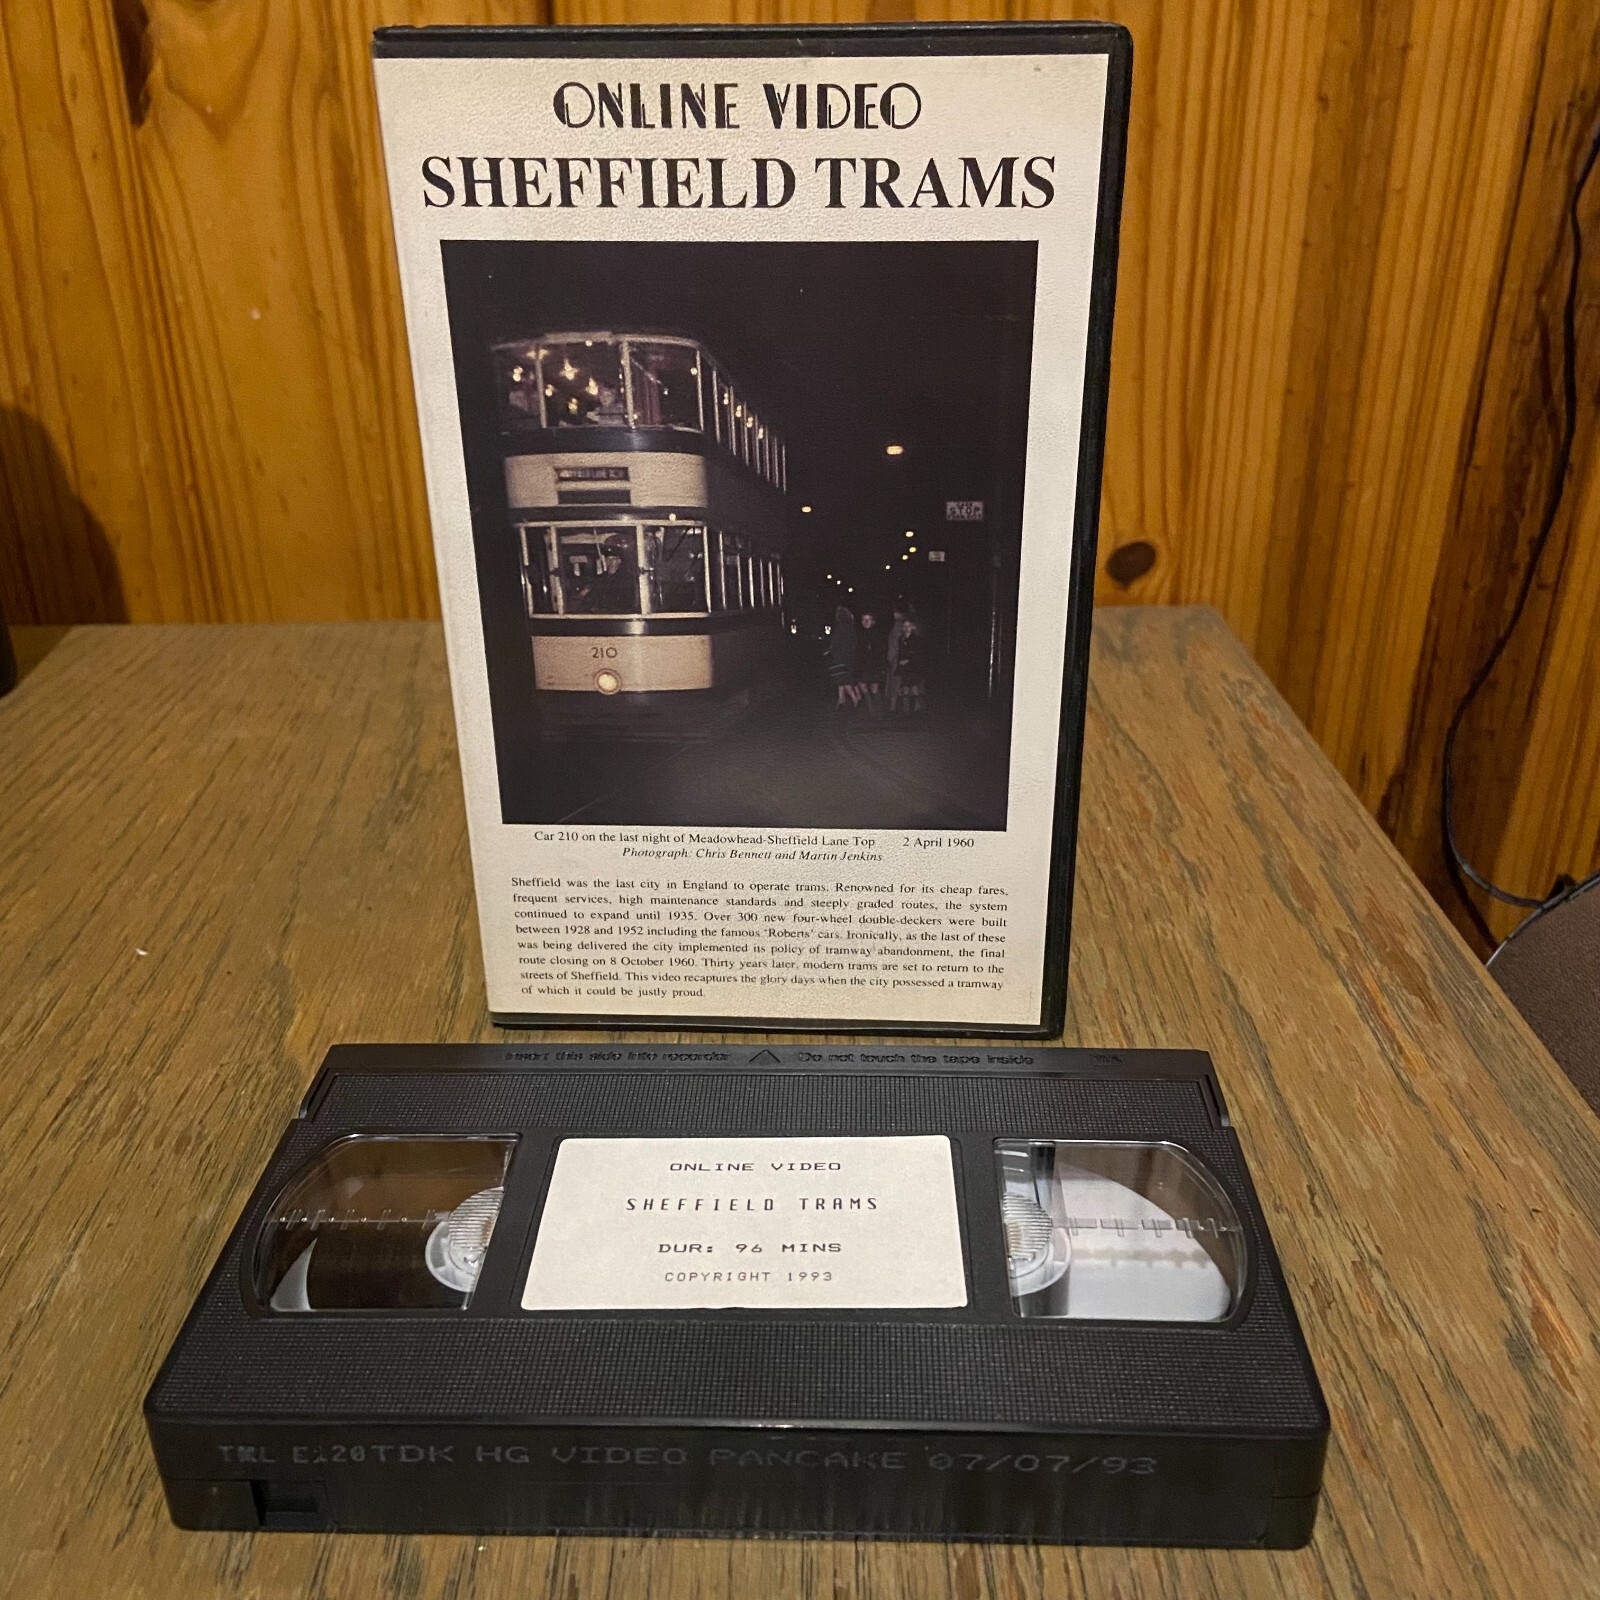 ONLINE VIDEO
SHEFFIELD TRAMS
210
STOP
Car 210 on the last night of Meadowhead-Sheffield Lane Top 2 April 1960
Photograph: Chris Bennett and Martin Jenkins
Sheffield was the last city in England to operate trams. Renowned for its cheap fares,
frequent services, high maintenance standards and steeply graded routes, the system
continued to expand until 1935. Over 300 new four-wheel double-deckers were built
between 1928 and 1952 including the famous 'Roberts' cars. Ironically, as the last of these
was being delivered the city implemented its policy of tramway abandonment, the final
route closing on 8 October 1960. Thirty years later, modern trams are set to return to the
streets of Sheffield. This video recaptures the glory days when the city possessed a tramway
of which it could be justly proud.
Insert this side into recorder Do not touch the tape inside
ONLINE VIDEO
SHEFFIELD TRAMS
DUR: 96 MINS
COPYRIGHT 1993
E120TDK HG VIDEO PANCAKE 07/07/93